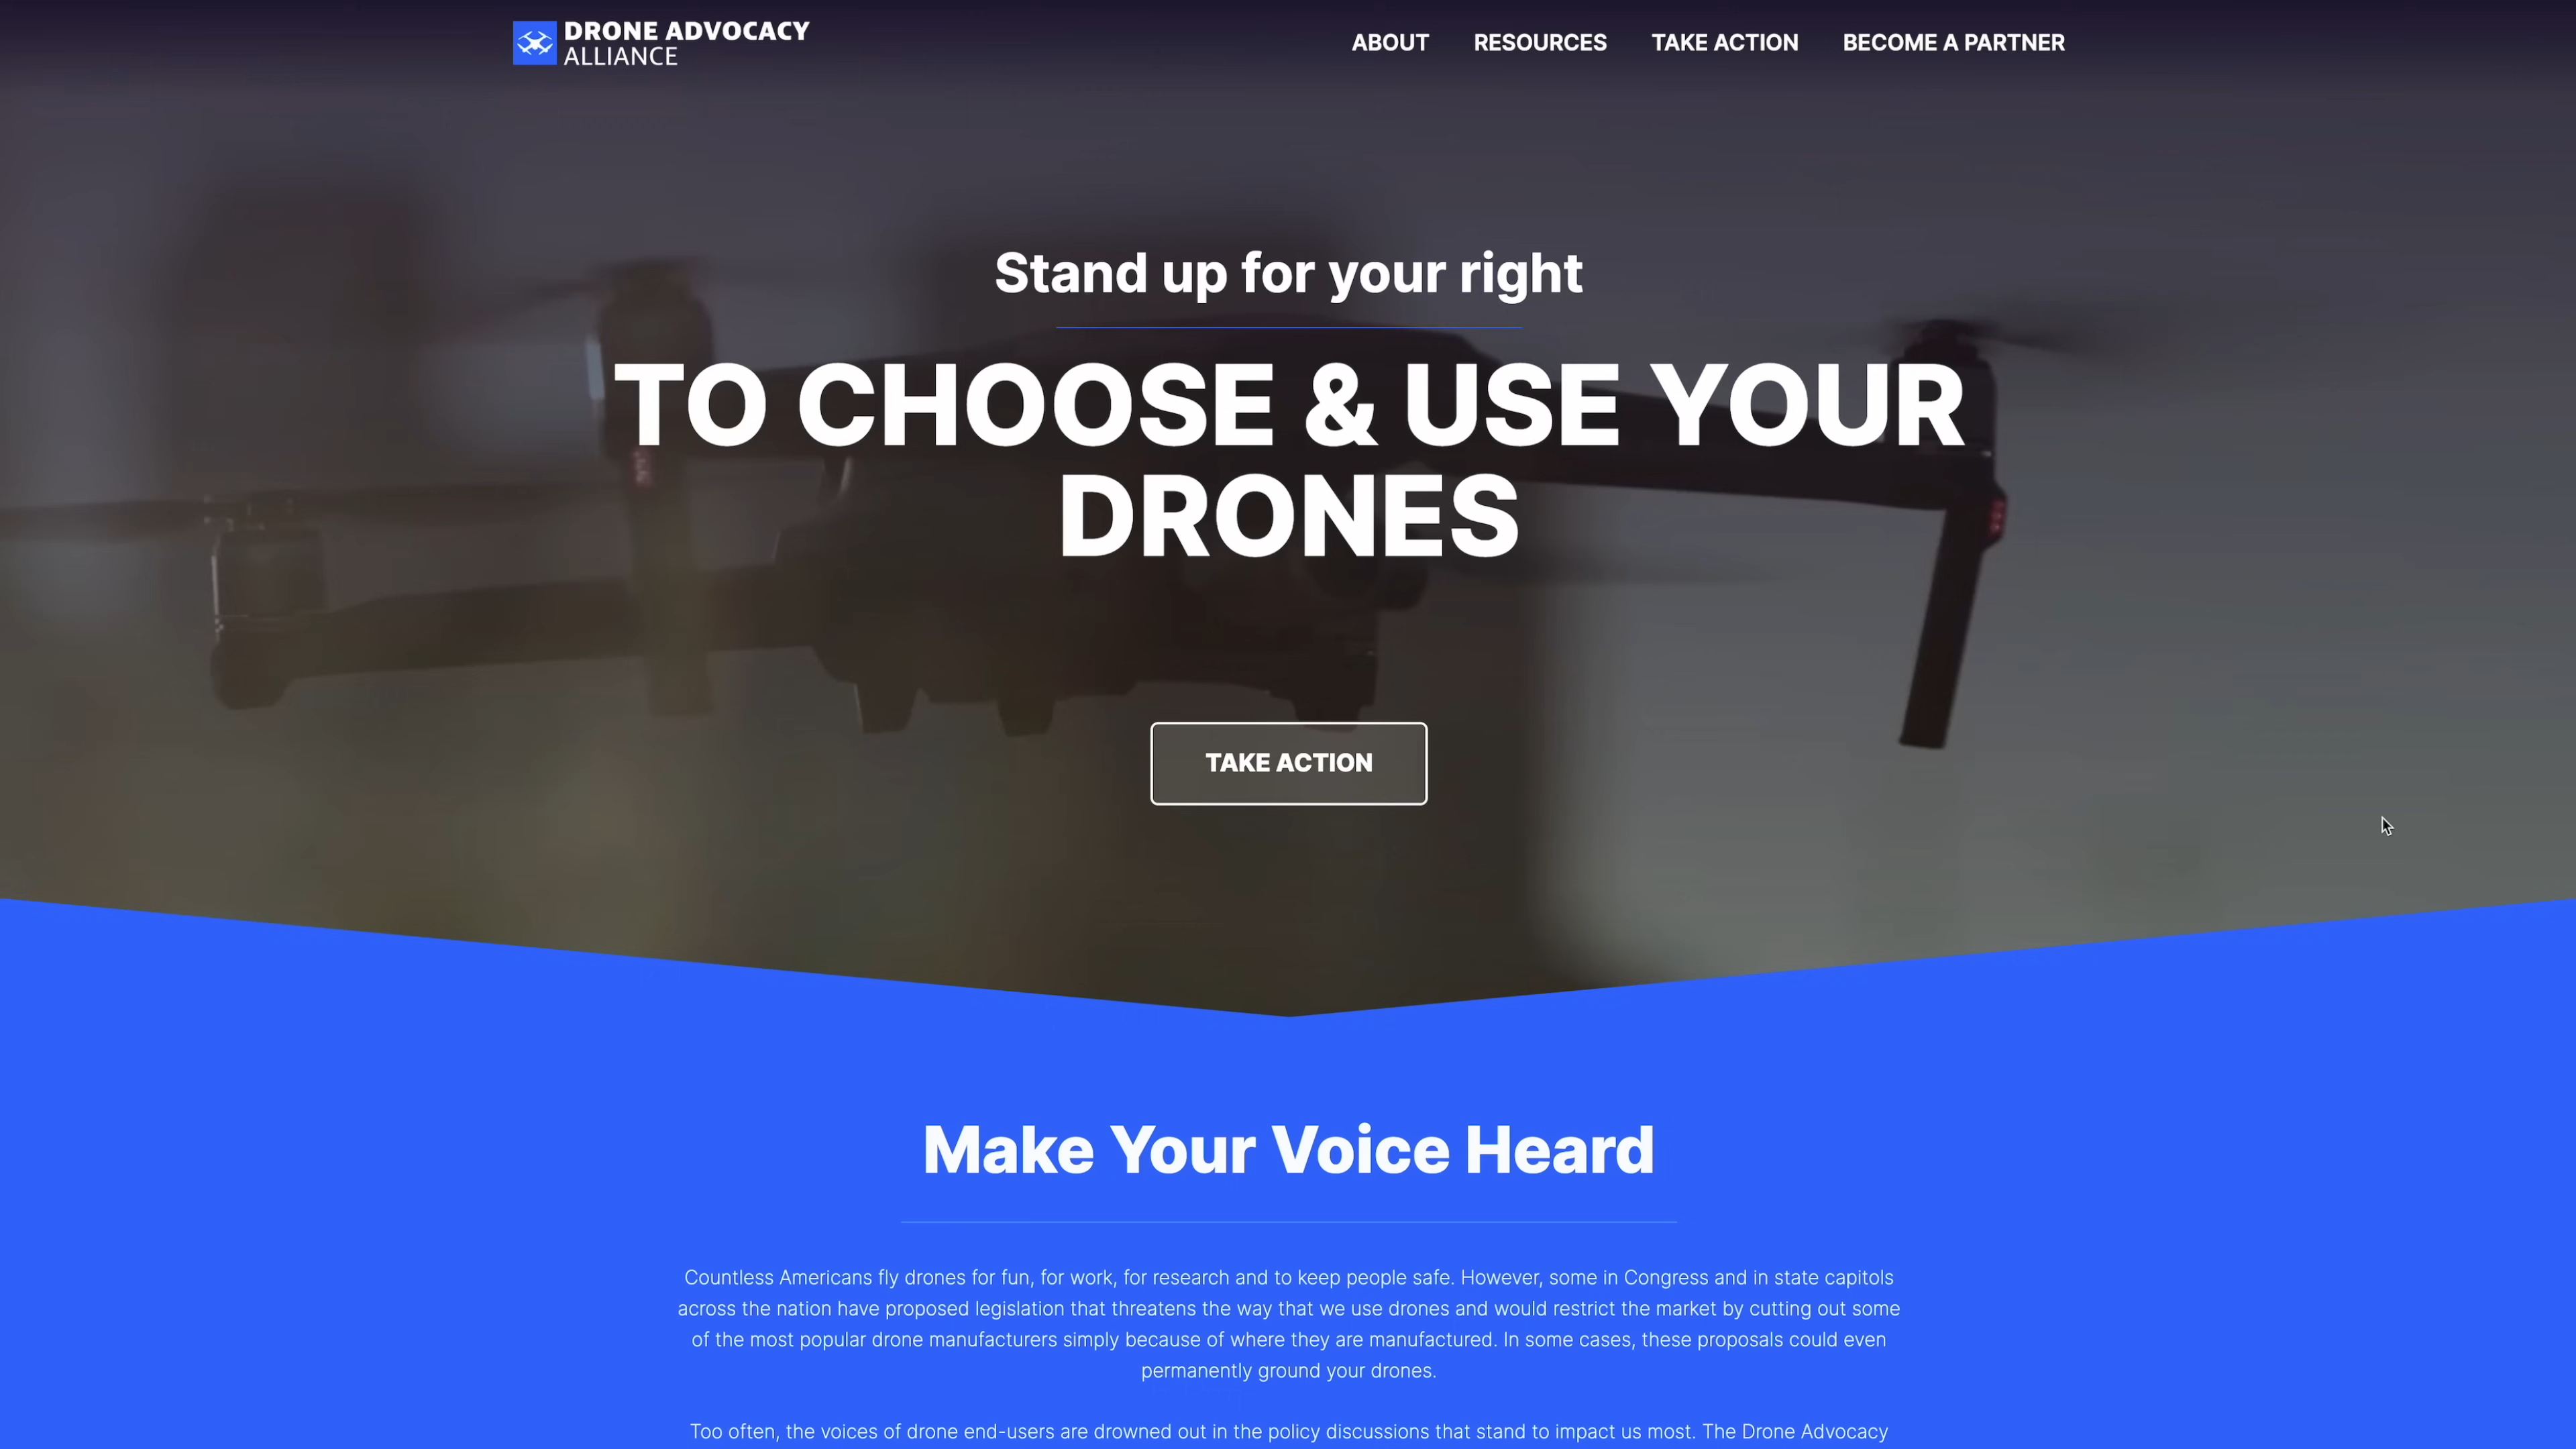 DRONE ADVOCACY
ALLIANCE
ABOUT RESOURCES TAKE ACTION BECOME A PARTNER
Stand up for your right
TO CHOOSE & USE YOUR
DRONES
TAKE ACTION
Make Your Voice Heard
Countless Americans fly drones for fun, for work, for research and to keep people safe. However, some in Congress and in state capitols
across the nation have proposed legislation that threatens the way that we use drones and would restrict the market by cutting out some
of the most popular drone manufacturers simply because of where they are manufactured. In some cases, these proposals could even
permanently ground your drones.
Too often, the voices of drone end-users are drowned out in the policy discussions that stand to impact us most. The Drone Advocacy